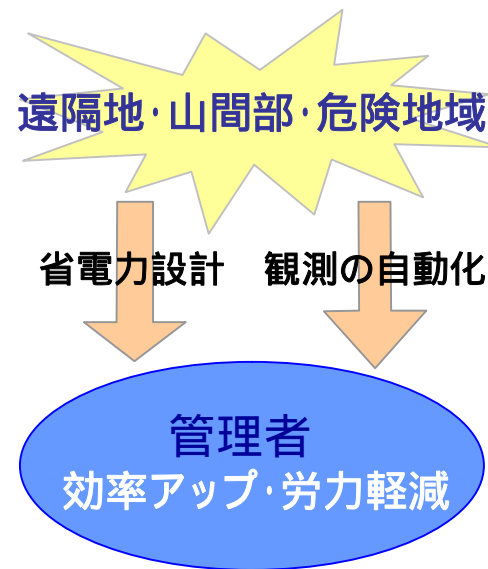 遠隔地・山間部・危険地域
省電力設計　観測の自動化
管理者
効率アップ・労力軽減